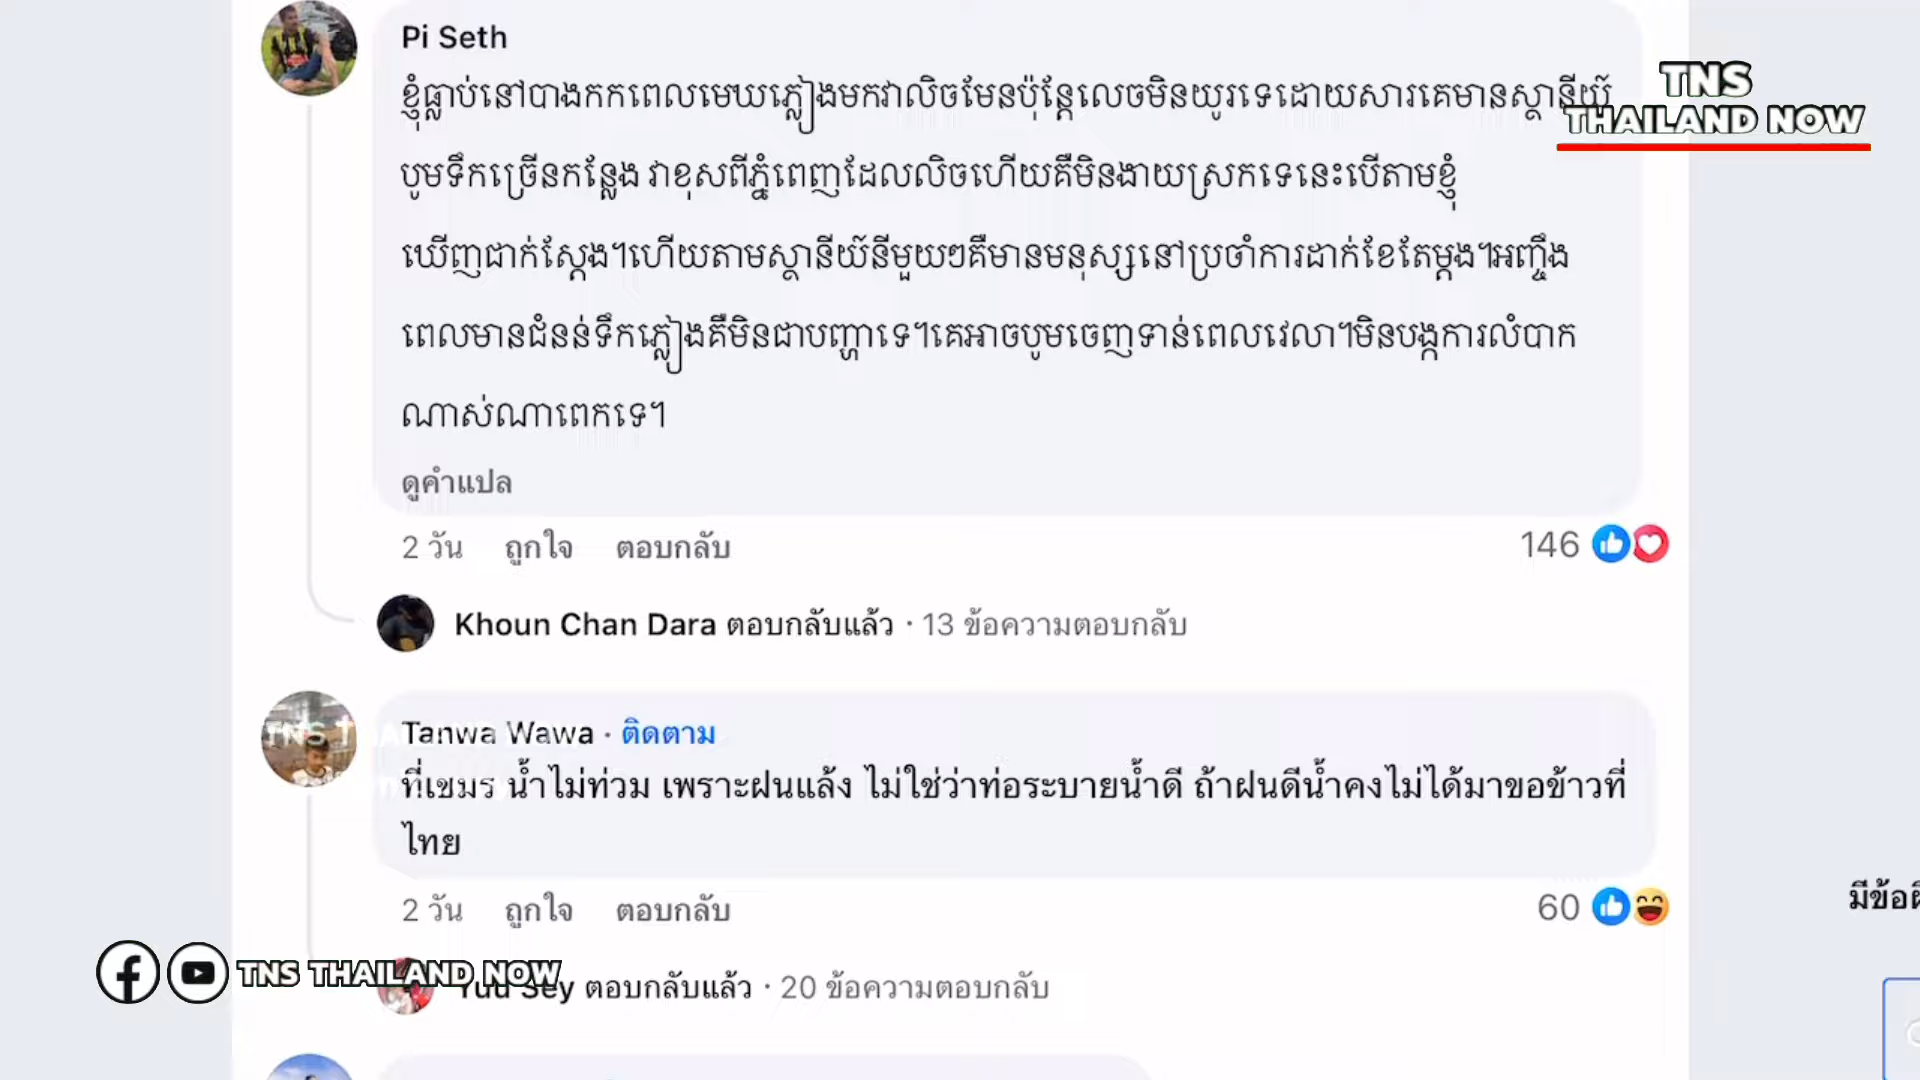 Pi Seth
ខ្ញុំធ្លាប់នៅបាងកកពេលមេឃភ្លៀងមកវាលិចមែនប៉ុន្តែលេចមិនយូរទេដោយសារគេមានស្ថានីយ៍
បូមទឹកច្រើនកន្លែង វាខុសពីភ្នំពេញដែលលិចហើយគឺមិនងាយស្រកទេនេះបើតាមខ្ញុំ
ឃើញជាក់ស្តែង។ហើយតាមស្ថានីយ៍នីមួយៗគឺមានមនុស្សនៅប្រចាំការដាក់ខែតែម្តង។អញ្ចឹង
ពេលមានជំនន់ទឹកភ្លៀងគឺមិនជាបញ្ហាទេ។គេអាចបូមចេញទាន់ពេលវេលា។មិនបង្កការលំបាក
ណាស់ណាពេកទេ។
ดูคำแปล
2 วัน ถูกใจ ตอบกลับ 146
Khoun Chan Dara ตอบกลับแล้ว · 13 ข้อความตอบกลับ
Tanwa Wawa · ติดตาม
ที่เขมร น้ำไม่ท่วม เพราะฝนแล้ง ไม่ใช่ว่าท่อระบายน้ำดี ถ้าฝนดีน้ำคงไม่ได้มาขอข้าวที่
ไทย
2 วัน ถูกใจ ตอบกลับ 60
Yuu Sey ตอบกลับแล้ว · 20 ข้อความตอบกลับ
TNS
THAILAND NOW
TNS THAILAND NOW